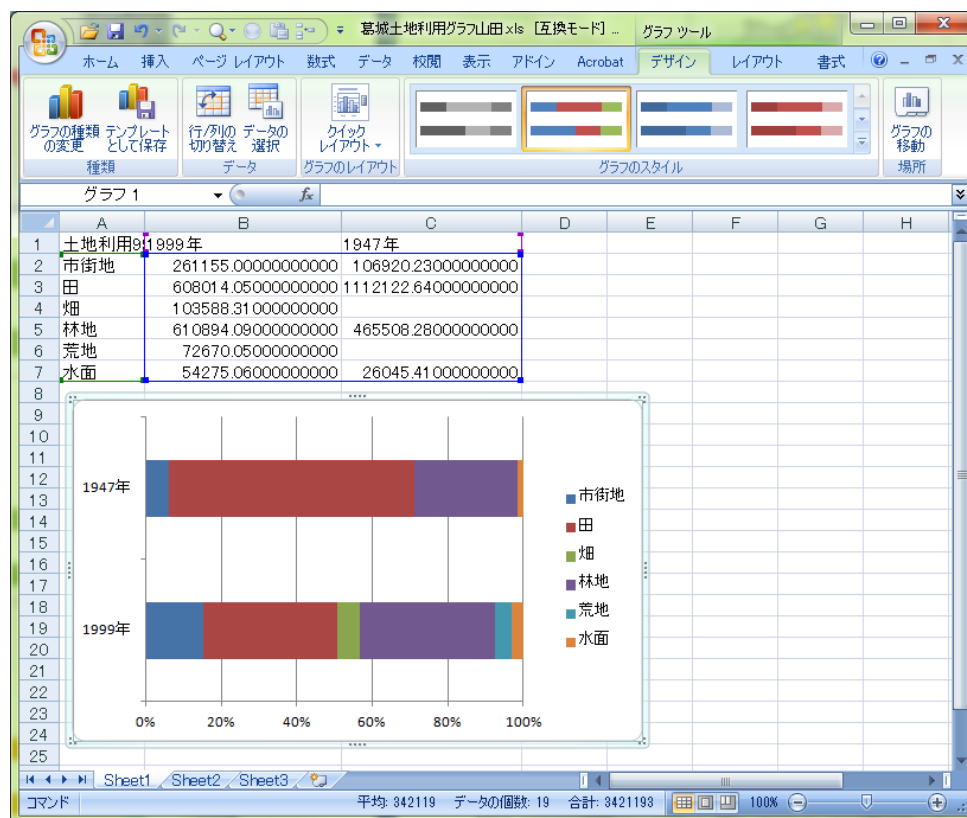 葛城土地利用グラフ山田.xls [互換モード] ... グラフ ツール
ホーム 挿入 ページ レイアウト 数式 データ 校閲 表示 アドイン Acrobat デザイン レイアウト 書式
グラフの種類の変更 テンプレートとして保存 行/列の切り替え データの選択 クイックレイアウト グラフの移動
種類 データ グラフのレイアウト グラフのスタイル 場所
グラフ 1 fx
A B C D E F G H
1 土地利用9 1999年 1947年
2 市街地 261155.00000000000 106920.23000000000
3 田 608014.05000000000 1112122.64000000000
4 畑 103588.31000000000
5 林地 610894.09000000000 465508.28000000000
6 荒地 72670.05000000000
7 水面 54275.06000000000 26045.41000000000
8
9
10
11
12
13
14
15
16
17
18
19
20
21
22
23
24
25
1947年
1999年
0% 20% 40% 60% 80% 100%
市街地
田
畑
林地
荒地
水面
Sheet1 Sheet2 Sheet3
コマンド 平均: 342119 データの個数: 19 合計: 3421193 100%